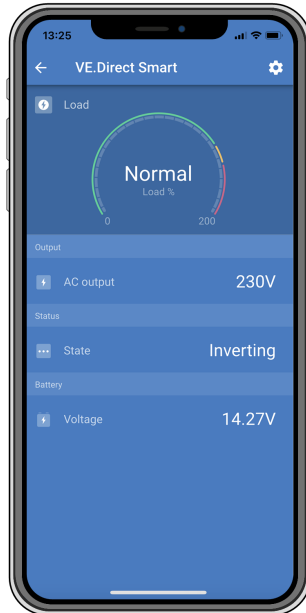 13:25
VE.Direct Smart
Load
Normal
Load %
0 200
Output
AC output 230V
Status
State Inverting
Battery
Voltage 14.27V